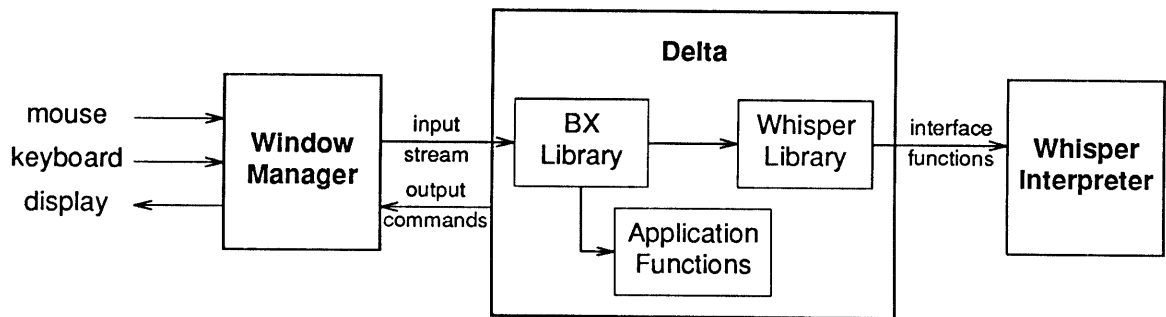 mouse
keyboard
display
Window
Manager
input
stream
output
commands
Delta
BX
Library
Whisper
Library
Application
Functions
interface
functions
Whisper
Interpreter